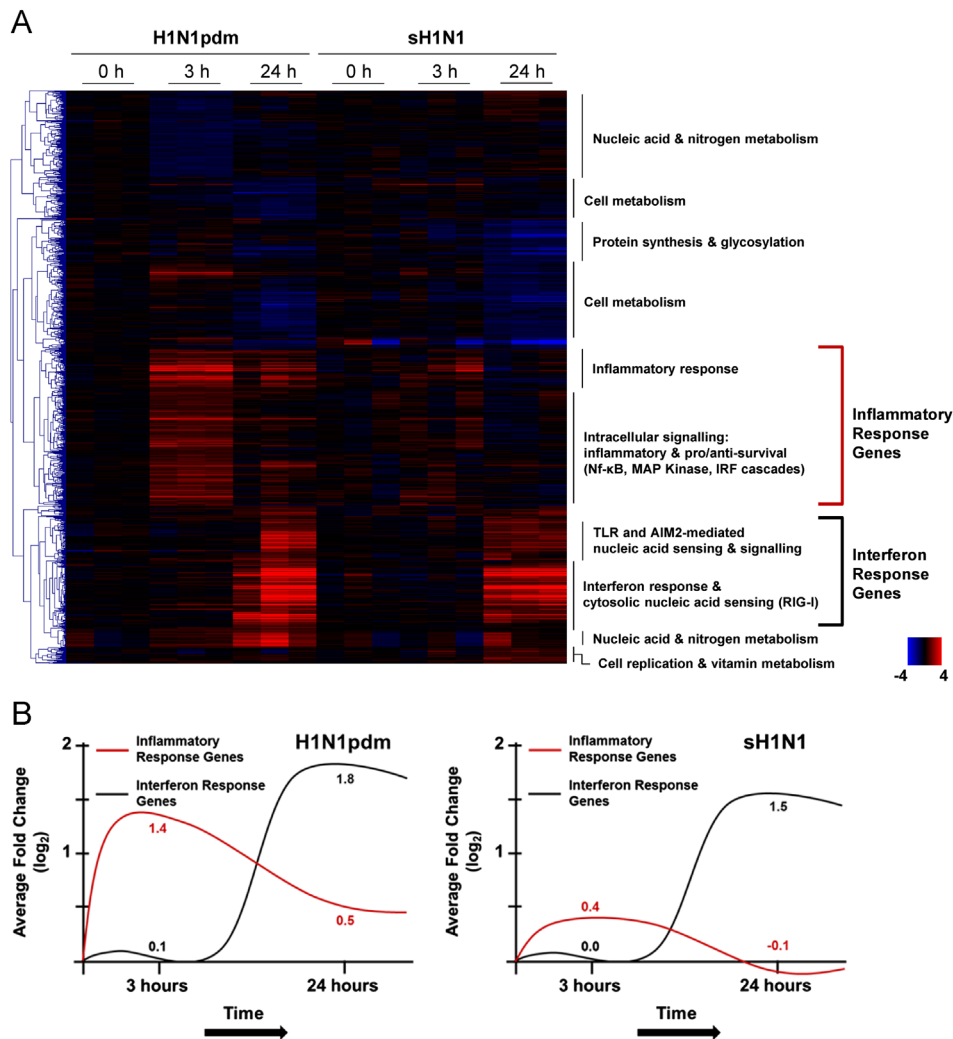 A
H1N1pdm
sH1N1
0 h
3 h
24 h
0 h
3 h
24 h
Nucleic acid & nitrogen metabolism
Cell metabolism
Protein synthesis & glycosylation
Cell metabolism
Inflammatory response
Intracellular signalling:
inflammatory & pro/anti-survival
(Nf-κB, MAP Kinase, IRF cascades)
Inflammatory
Response
Genes
TLR and AIM2-mediated
nucleic acid sensing & signalling
Interferon response &
cytosolic nucleic acid sensing (RIG-I)
Interferon
Response
Genes
Nucleic acid & nitrogen metabolism
Cell replication & vitamin metabolism
-4
4
B
H1N1pdm
Inflammatory
Response Genes
Interferon Response
Genes
2
1
Average Fold Change
(log₂)
1.4
0.1
1.8
0.5
3 hours
24 hours
Time
sH1N1
Inflammatory
Response Genes
Interferon Response
Genes
2
1
Average Fold Change
(log₂)
0.4
0.0
1.5
-0.1
3 hours
24 hours
Time